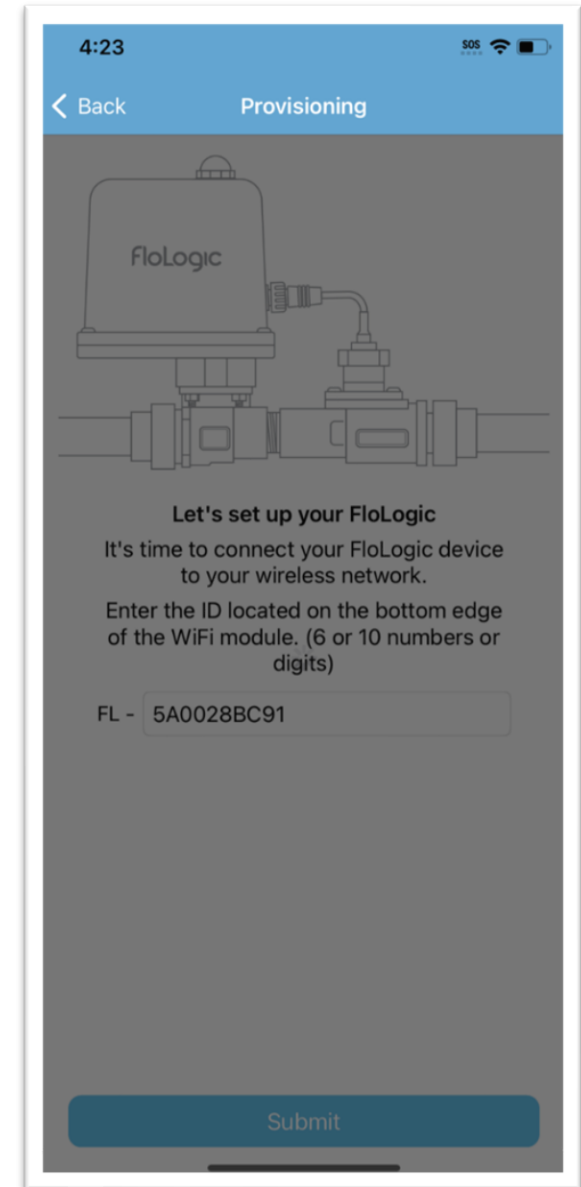 4:23
SOS
Back
Provisioning
FloLogic
Let's set up your FloLogic
It's time to connect your FloLogic device
to your wireless network.
Enter the ID located on the bottom edge
of the WiFi module. (6 or 10 numbers or
digits)
FL - 5A0028BC91
Submit